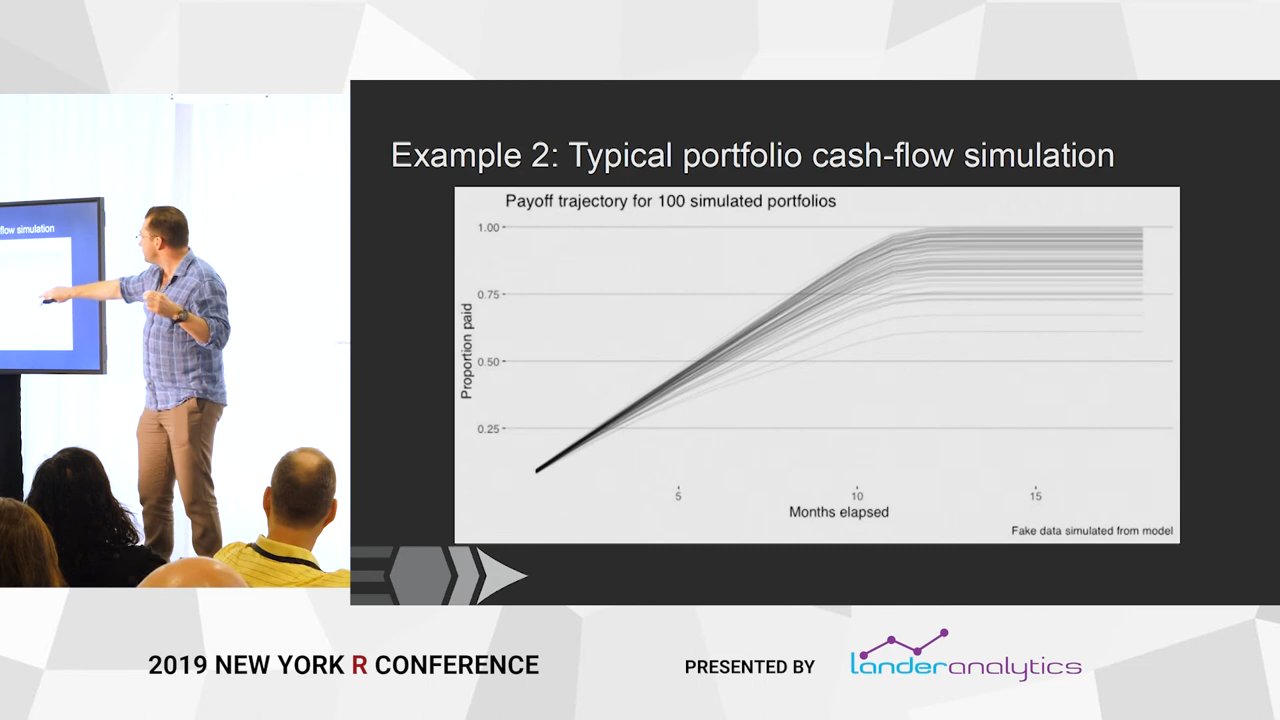 Example 2: Typical portfolio cash-flow simulation
Payoff trajectory for 100 simulated portfolios
1.00
0.75
0.50
0.25
Proportion paid
5 10 15
Months elapsed
Fake data simulated from model
flow simulation
2019 NEW YORK R CONFERENCE
PRESENTED BY
landeranalytics